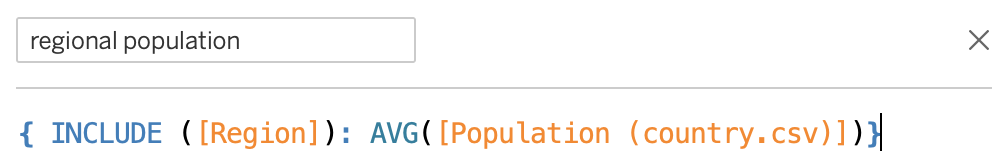 regional population
{ INCLUDE ([Region]): AVG([Population (country.csv)])}